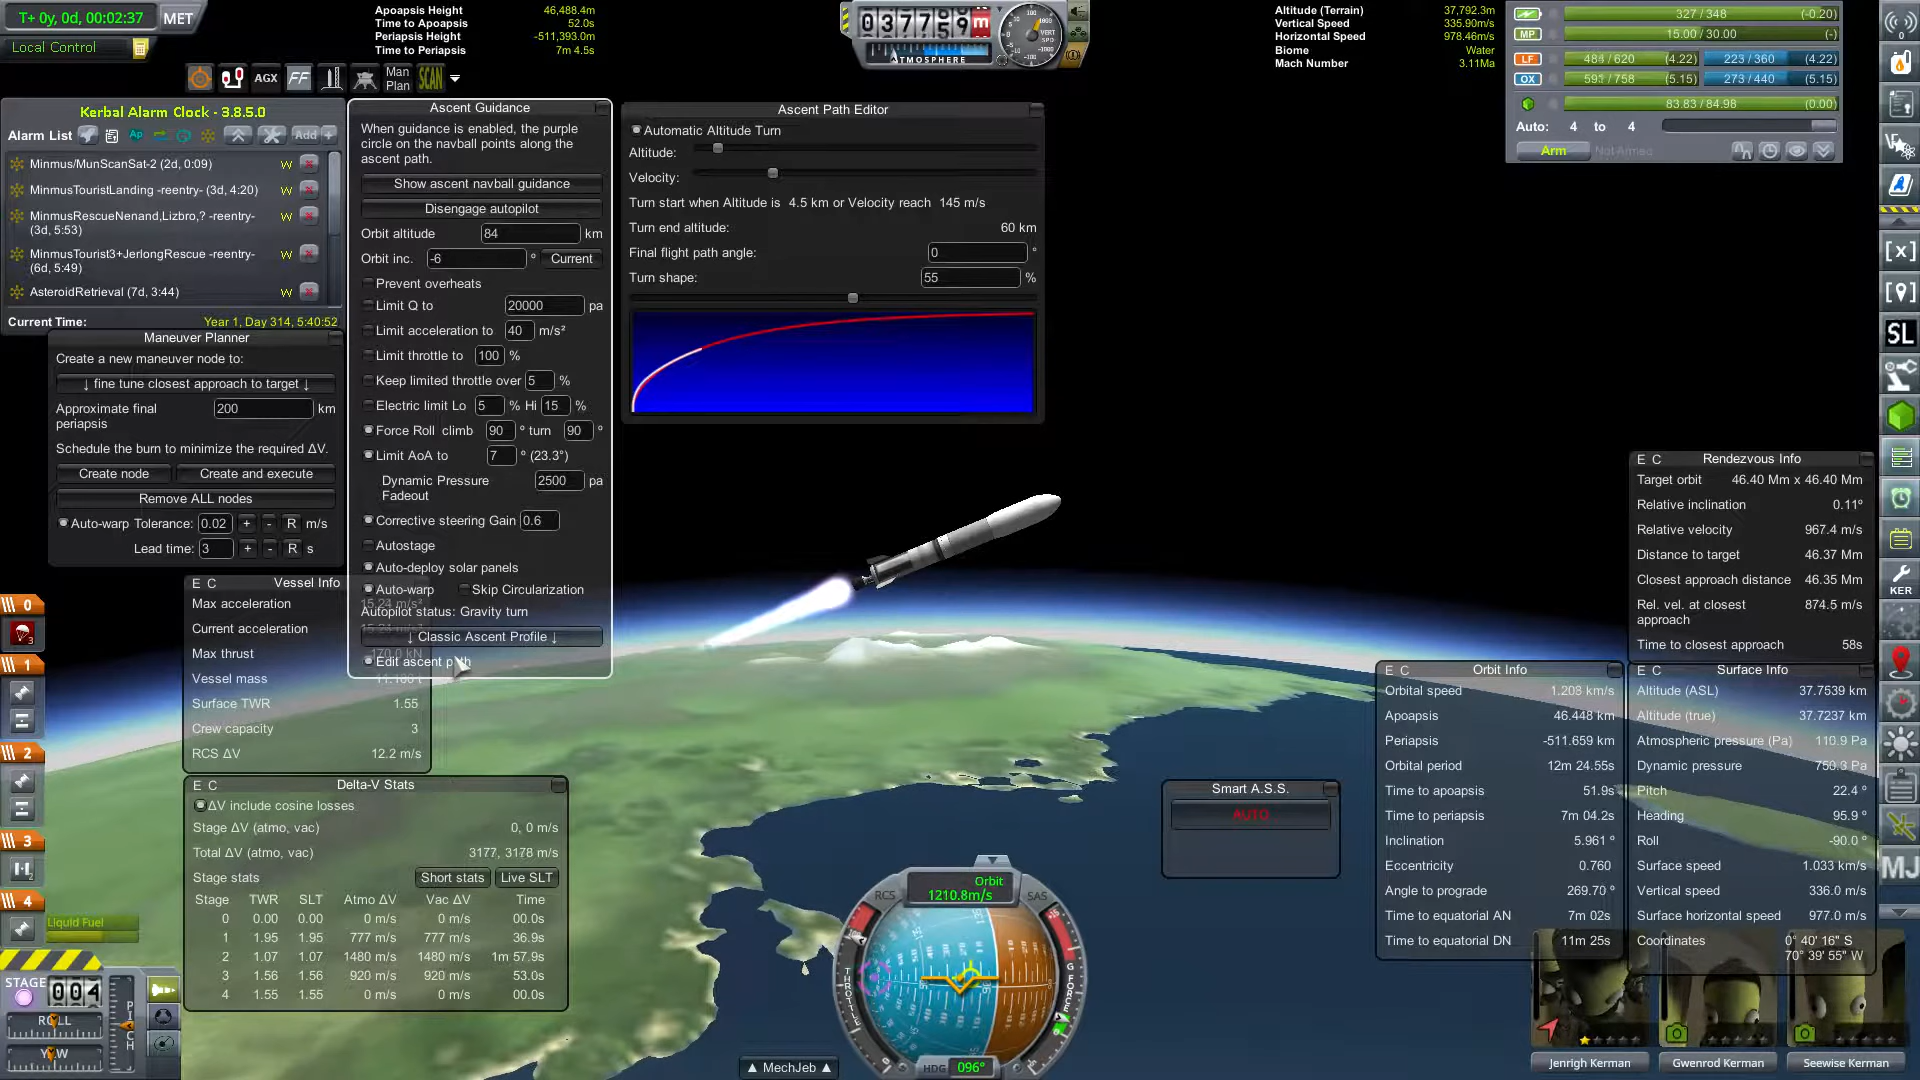 T+ 0y, 0d, 00:02:37 MET
Local Control
Apoapsis Height 46,488.4m
Time to Apoapsis 52.0s
Periapsis Height -511,393.0m
Time to Periapsis 7m 4.5s
ATMOSPHERE
Altitude (Terrain) 37,792.3m
Vertical Speed 335.90m/s
Horizontal Speed 978.46m/s
Biome Water
Mach Number 3.11Ma
327 / 348 (-0.20)
MP 15.00 / 30.00 (-)
LF 484 / 620 (4.22) 223 / 360 (4.22)
OX 591 / 758 (5.15) 273 / 440 (5.15)
83.83 / 84.98 (0.00)
Auto: 4 to 4
Arm Not Armed
AGX FF Man Plan SCAN
Kerbal Alarm Clock - 3.8.5.0
Alarm List Add +
Minmus/MunScanSat-2 (2d, 0:09) W
MinmusTouristLanding -reentry- (3d, 4:20) W
MinmusRescueNenand,Lizbro,? -reentry- (3d, 5:53) W
MinmusTourist3+JerlongRescue -reentry- (6d, 5:49) W
AsteroidRetrieval (7d, 3:44) W
Current Time: Year 1, Day 314, 5:40:52
Maneuver Planner
Create a new maneuver node to:
↓ fine tune closest approach to target ↓
Approximate final periapsis 200 km
Schedule the burn to minimize the required ΔV.
Create node Create and execute
Remove ALL nodes
Auto-warp Tolerance: 0.02 + - R m/s
Lead time: 3 + - R s
Ascent Guidance
When guidance is enabled, the purple
circle on the navball points along the
ascent path.
Show ascent navball guidance
Disengage autopilot
Orbit altitude 84 km
Orbit inc. -6 º Current
Prevent overheats
Limit Q to 20000 pa
Limit acceleration to 40 m/s²
Limit throttle to 100 %
Keep limited throttle over 5 %
Electric limit Lo 5 % Hi 15 %
Force Roll climb 90 º turn 90 º
Limit AoA to 7 º (23.3°)
Dynamic Pressure Fadeout 2500 pa
Corrective steering Gain 0.6
Autostage
Auto-deploy solar panels
Auto-warp Skip Circularization
Autopilot status: Gravity turn
↓ Classic Ascent Profile ↓
Edit ascent path
Ascent Path Editor
Automatic Altitude Turn
Altitude:
Velocity:
Turn start when Altitude is 4.5 km or Velocity reach 145 m/s
Turn end altitude: 60 km
Final flight path angle: 0 °
Turn shape: 55 %
E C Vessel Info
Max acceleration 15.24 m/s²
Current acceleration
Max thrust 170.0 kN
Vessel mass
Surface TWR 1.55
Crew capacity 3
RCS ΔV 12.2 m/s
E C Delta-V Stats
ΔV include cosine losses
Stage ΔV (atmo, vac) 0, 0 m/s
Total ΔV (atmo, vac) 3177, 3178 m/s
Stage stats Short stats Live SLT
Stage TWR SLT Atmo ΔV Vac ΔV Time
0 0.00 0.00 0 m/s 0 m/s 00.0s
1 1.95 1.95 777 m/s 777 m/s 36.9s
2 1.07 1.07 1480 m/s 1480 m/s 1m 57.9s
3 1.56 1.56 920 m/s 920 m/s 53.0s
4 1.55 1.55 0 m/s 0 m/s 00.0s
0
1
2
3
4
Liquid Fuel
STAGE 004
ROLL
YAW
PITCH
Smart A.S.S.
AUTO
Orbit
1210.8m/s
RCS SAS
THROTTLE
G FORCE
HDG 096°
▲ MechJeb ▲
E C Rendezvous Info
Target orbit 46.40 Mm x 46.40 Mm
Relative inclination 0.11º
Relative velocity 967.4 m/s
Distance to target 46.37 Mm
Closest approach distance 46.35 Mm
Rel. vel. at closest approach 874.5 m/s
Time to closest approach 58s
E C Orbit Info
Orbital speed 1.208 km/s
Apoapsis 46.448 km
Periapsis -511.659 km
Orbital period 12m 24.55s
Time to apoapsis 51.9s
Time to periapsis 7m 04.2s
Inclination 5.961 º
Eccentricity 0.760
Angle to prograde 269.70 º
Time to equatorial AN 7m 02s
Time to equatorial DN 11m 25s
E C Surface Info
Altitude (ASL) 37.7539 km
Altitude (true) 37.7237 km
Atmospheric pressure (Pa) 110.9 Pa
Dynamic pressure 750.3 Pa
Pitch 22.4 º
Heading 95.9 º
Roll -90.0 º
Surface speed 1.033 km/s
Vertical speed 336.0 m/s
Surface horizontal speed 977.0 m/s
Coordinates 0° 40' 16" S
70° 39' 55" W
Jenrigh Kerman
Gwenrod Kerman
Seewise Kerman
SL
KER
MJ